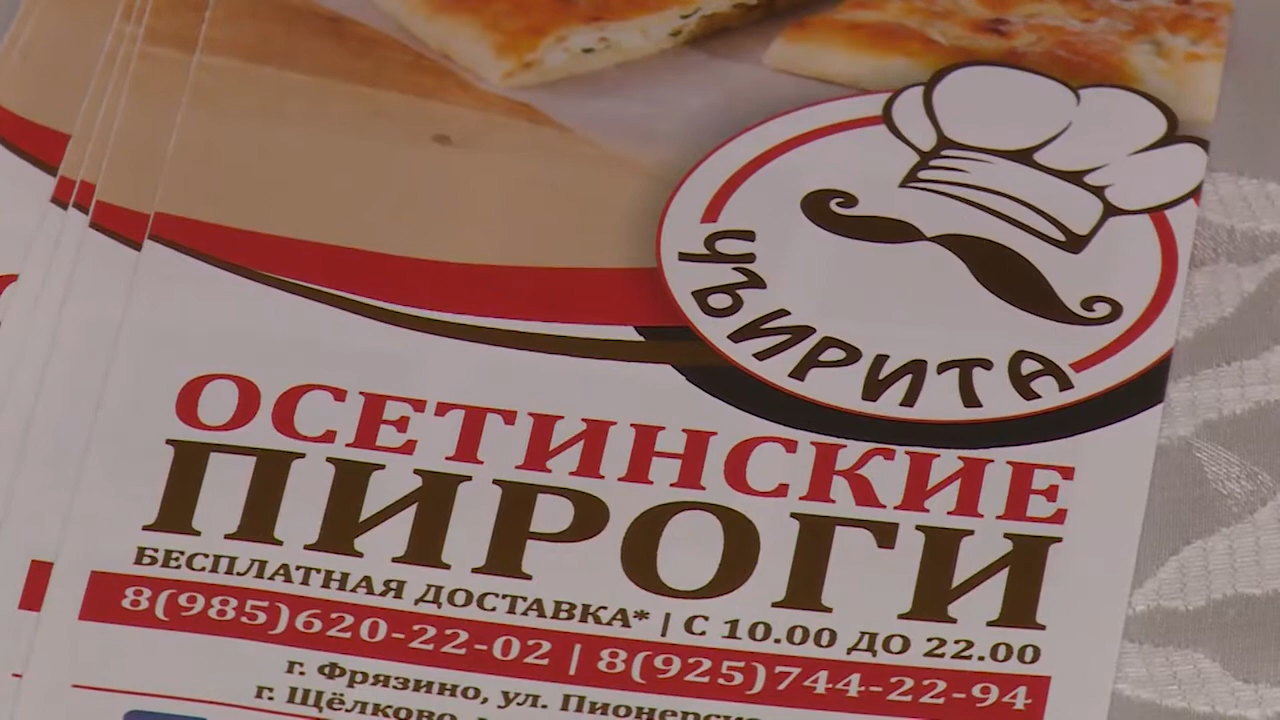 ЦЪИРИТА
ОСЕТИНСКИЕ
ПИРОГИ
БЕСПЛАТНАЯ ДОСТАВКА* | С 10.00 ДО 22.00
8(985)620-22-02 | 8(925)744-22-94
г. Фрязино, ул.
г. Щёлково,